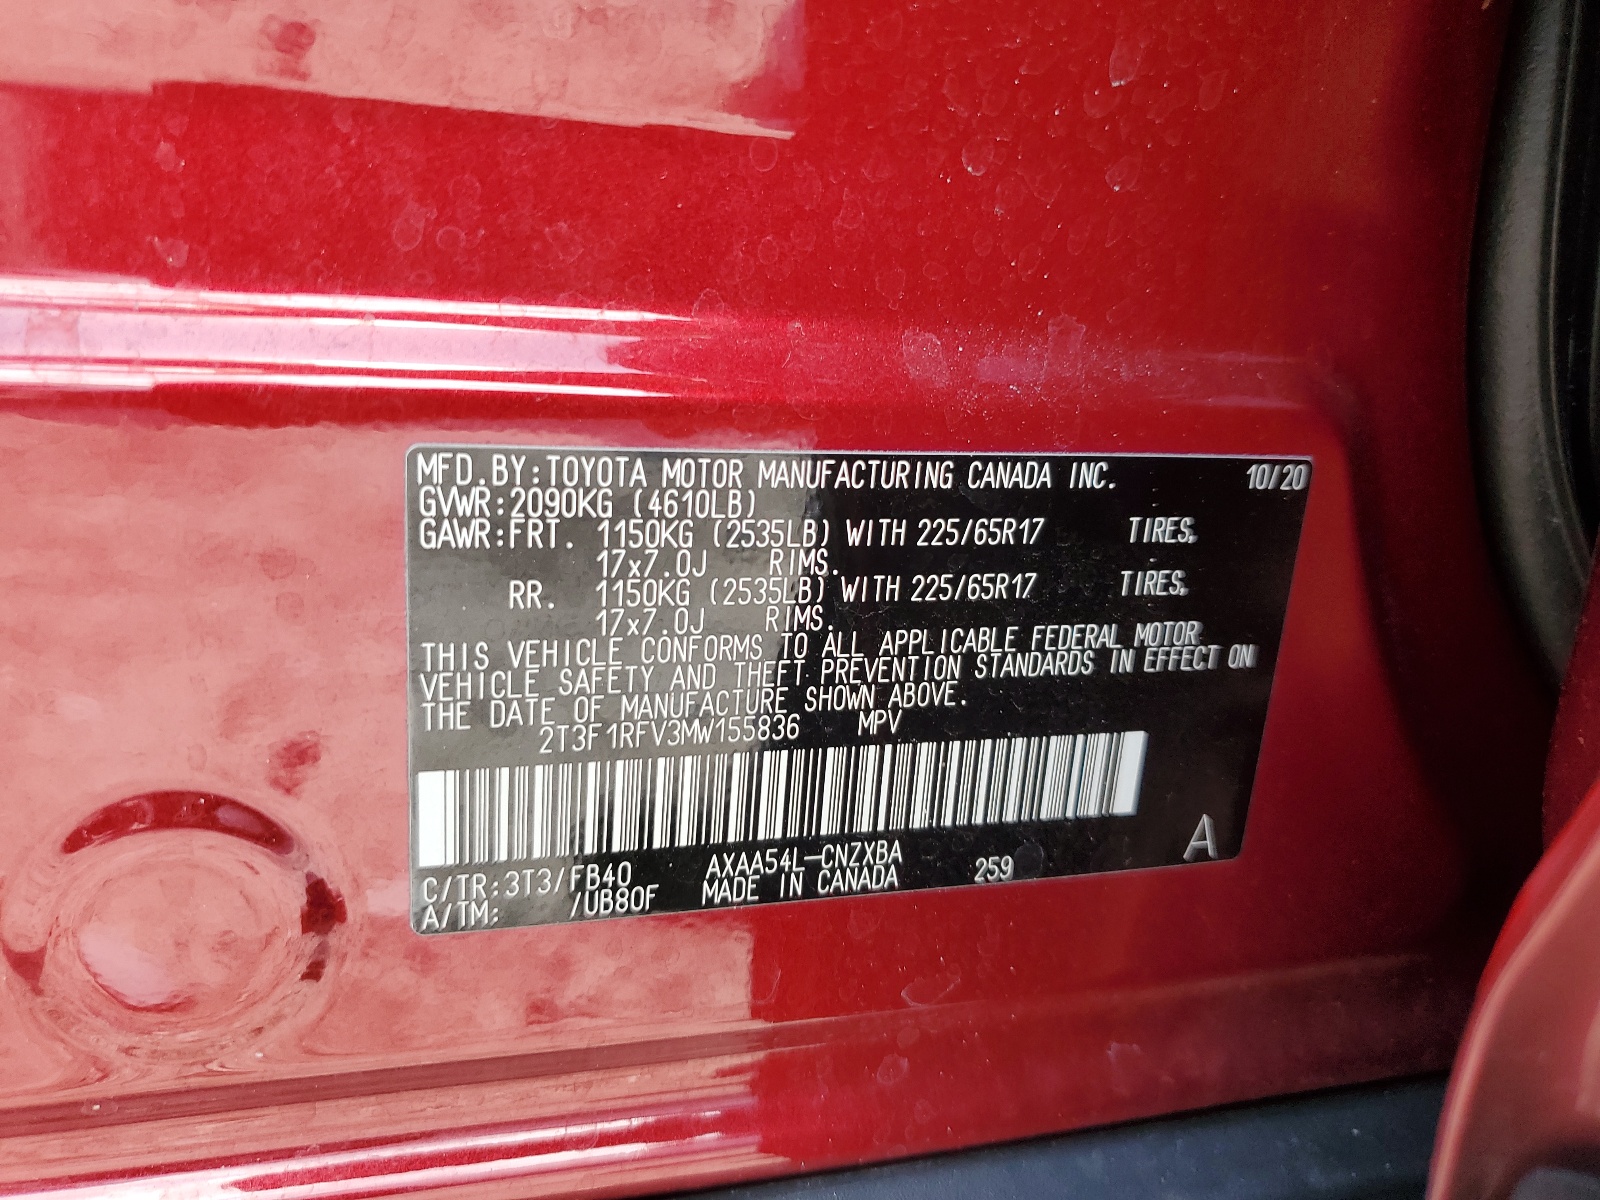 MFD.BY:TOYOTA MOTOR MANUFACTURING CANADA INC. 10/20
GVWR:2090KG (4610LB)
GAWR:FRT. 1150KG (2535LB) WITH 225/65R17 TIRES,
17x7.0J RIMS.
RR. 1150KG (2535LB) WITH 225/65R17 TIRES,
17x7.0J RIMS.
THIS VEHICLE CONFORMS TO ALL APPLICABLE FEDERAL MOTOR
VEHICLE SAFETY AND THEFT PREVENTION STANDARDS IN EFFECT ON
THE DATE OF MANUFACTURE SHOWN ABOVE.
2T3F1RFV3MW155836 MPV
C/TR:3T3/FB40 AXAA54L-CNZXBA 259 A
A/TM: /UB80F MADE IN CANADA